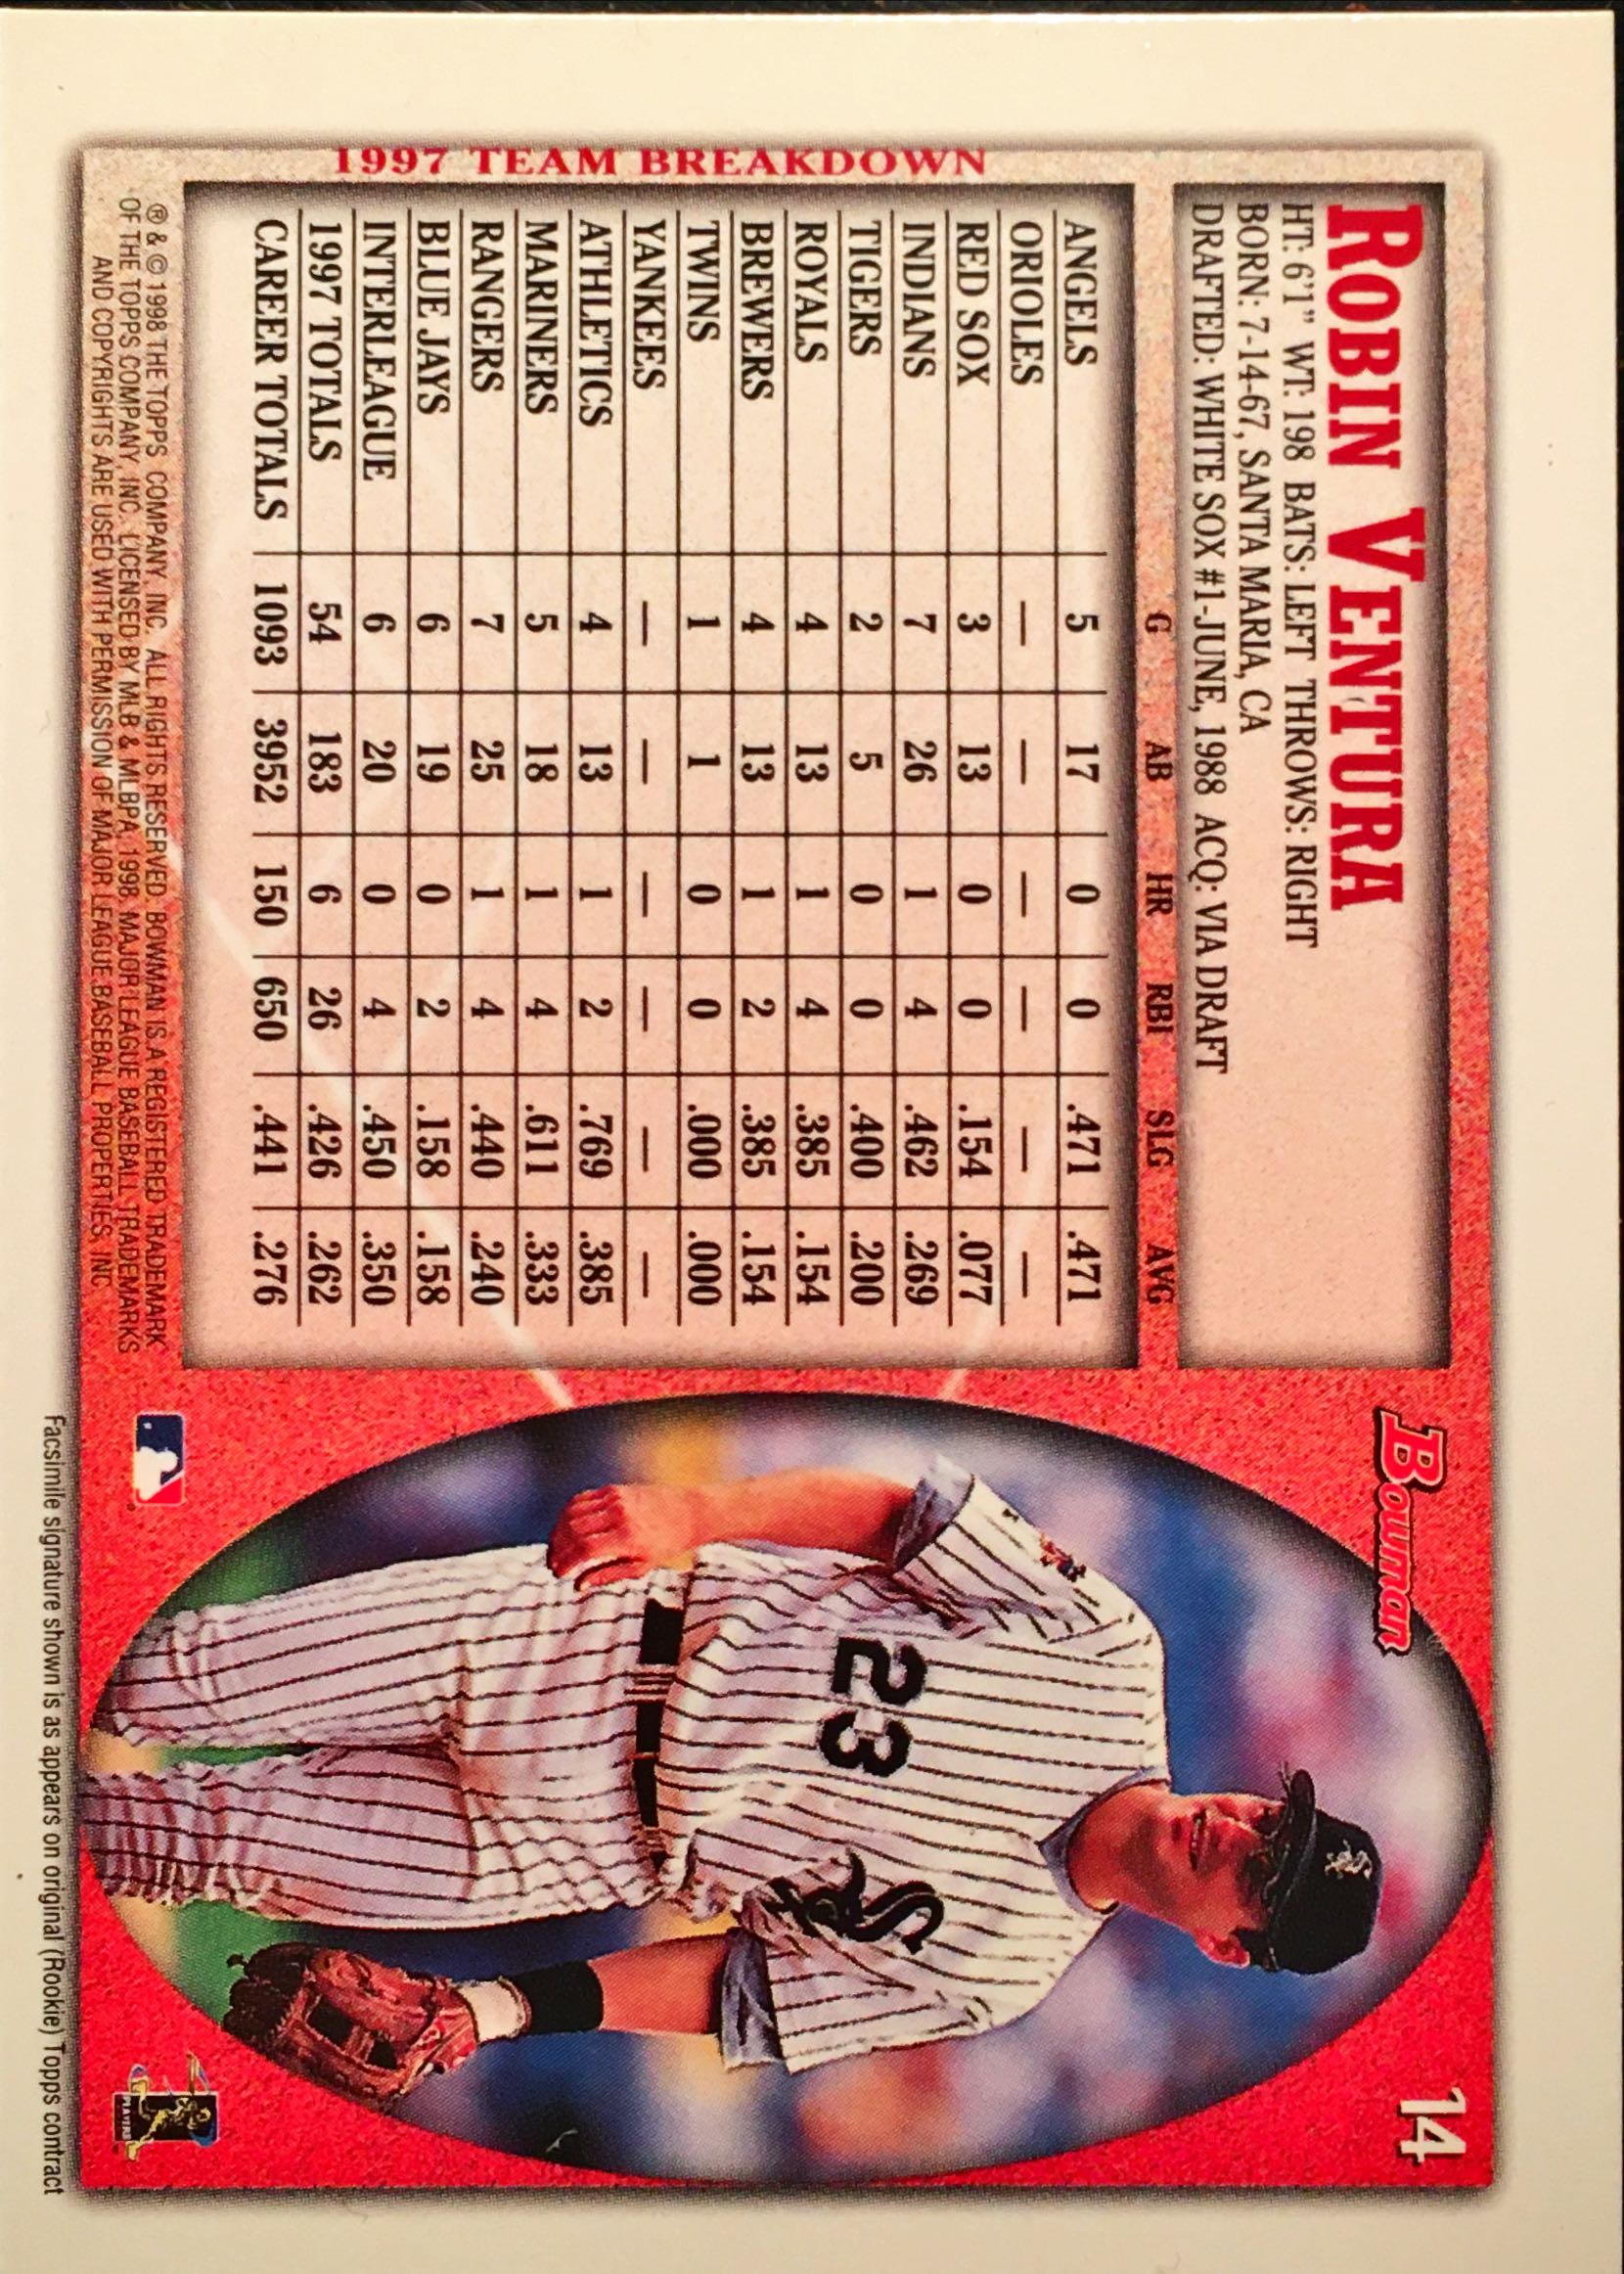 ROBIN VENTURA
HT: 6'1" WT: 198 BATS: LEFT THROWS: RIGHT
BORN: 7-14-67, SANTA MARIA, CA
DRAFTED: WHITE SOX #1-JUNE, 1988 ACQ: VIA DRAFT
Bowman
14
1997 TEAM BREAKDOWN
G AB HR RBI SLG AVG
ANGELS 5 17 0 0 .471 .471
ORIOLES — — — — — —
RED SOX 3 13 0 0 .154 .077
INDIANS 7 26 1 4 .462 .269
TIGERS 2 5 0 0 .400 .200
ROYALS 4 13 1 4 .385 .154
BREWERS 4 13 1 2 .385 .154
TWINS 1 1 0 0 .000 .000
YANKEES — — — — — —
ATHLETICS 4 13 1 2 .769 .385
MARINERS 5 18 1 4 .611 .333
RANGERS 7 25 1 4 .440 .240
BLUE JAYS 6 19 0 2 .158 .158
INTERLEAGUE 6 20 0 4 .450 .350
1997 TOTALS 54 183 6 26 .426 .262
CAREER TOTALS 1093 3952 150 650 .441 .276
23
Sox
® & © 1998 THE TOPPS COMPANY, INC. ALL RIGHTS RESERVED. BOWMAN IS A REGISTERED TRADEMARK
OF THE TOPPS COMPANY, INC. LICENSED BY MLB & MLBPA, 1998. MAJOR LEAGUE BASEBALL TRADEMARKS
AND COPYRIGHTS ARE USED WITH PERMISSION OF MAJOR LEAGUE BASEBALL PROPERTIES, INC
PLAYERS
Facsimile signature shown is as appears on original (Rookie) Topps contract